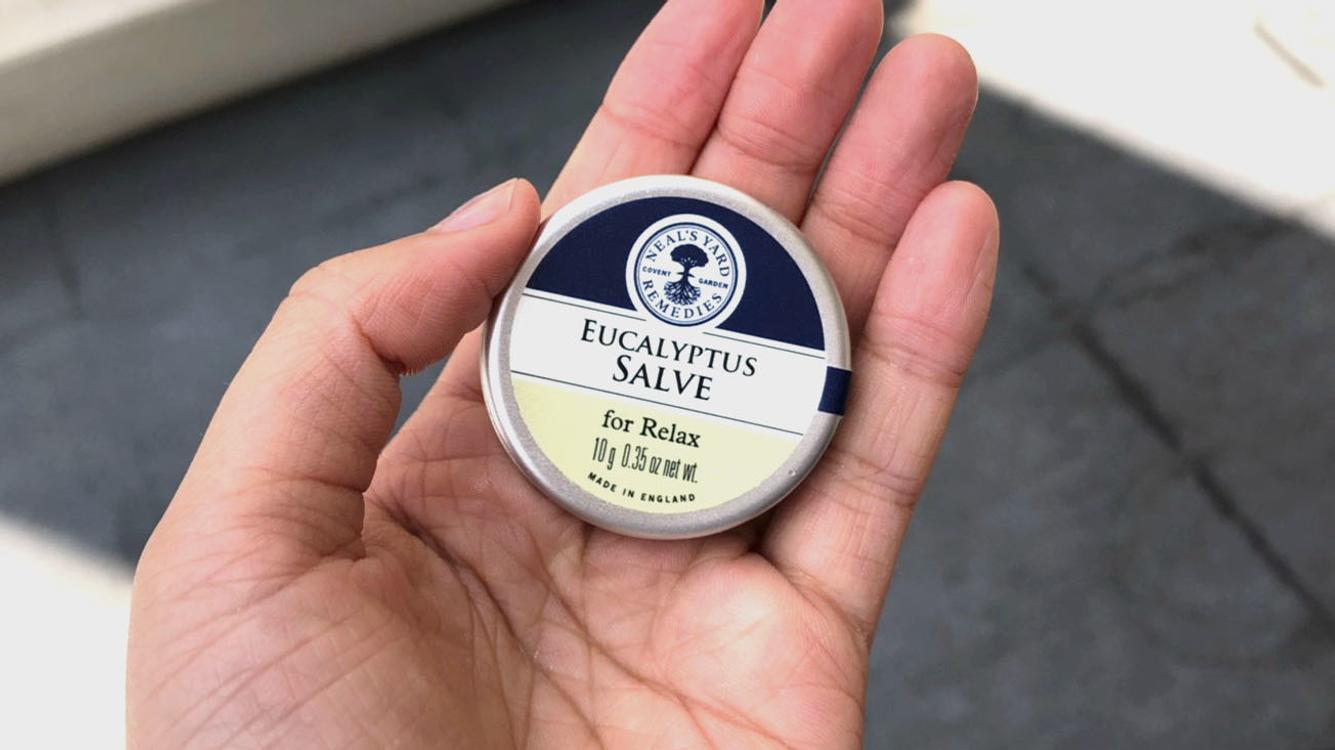 NEAL'S YARD
COVENT GARDEN
REMEDIES
EUCALYPTUS
SALVE
for Relax
10g 0.35 oz net wt.
MADE IN ENGLAND